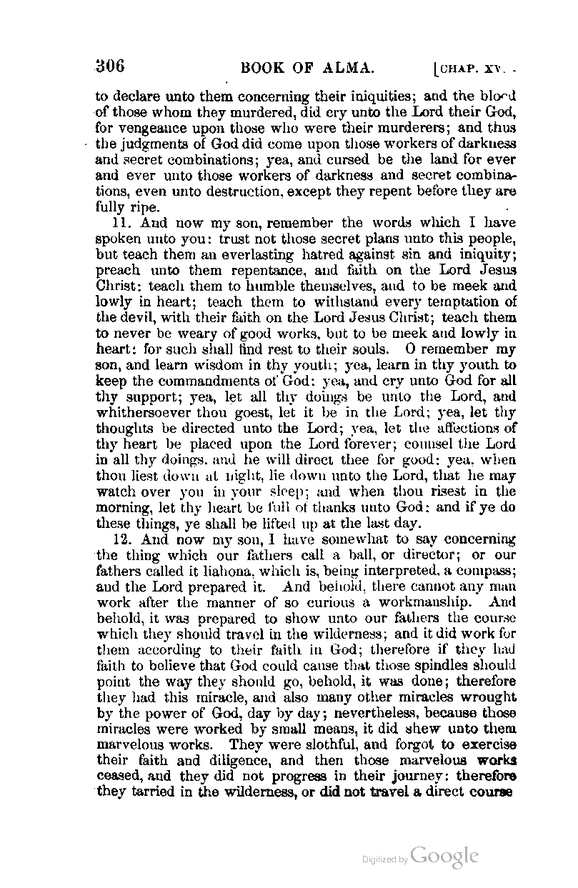 306 BOOK OF ALMA. [CHAP. XV.
to declare unto them concerning their iniquities; and the blord
of those whom they murdered, did cry unto the Lord their God,
for vengeance upon those who were their murderers; and thus
the judgments of God did come upon those workers of darkness
and secret combinations; yea, and cursed be the land for ever
and ever unto those workers of darkness and secret combina-
tions, even unto destruction, except they repent before they are
fully ripe.
11. And now my son, remember the words which I have
spoken unto you: trust not those secret plans unto this people,
but teach them an everlasting hatred against sin and iniquity;
preach unto them repentance, and faith on the Lord Jesus
Christ: teach them to humble themselves, and to be meek and
lowly in heart; teach them to withstand every temptation of
the devil, with their faith on the Lord Jesus Christ; teach them
to never be weary of good works, but to be meek and lowly in
heart: for such shall find rest to their souls. O remember my
son, and learn wisdom in thy youth; yea, learn in thy youth to
keep the commandments of God: yea, and cry unto God for all
thy support; yea, let all thy doings be unto the Lord, and
whithersoever thou goest, let it be in the Lord; yea, let thy
thoughts be directed unto the Lord; yea, let the affections of
thy heart be placed upon the Lord forever; counsel the Lord
in all thy doings, and he will direct thee for good: yea, when
thou liest down at night, lie down unto the Lord, that he may
watch over you in your sleep; and when thou risest in the
morning, let thy heart be full of thanks unto God: and if ye do
these things, ye shall be lifted up at the last day.
12. And now my son, I have somewhat to say concerning
the thing which our fathers call a ball, or director; or our
fathers called it liahona, which is, being interpreted, a compass;
and the Lord prepared it. And behold, there cannot any man
work after the manner of so curious a workmanship. And
behold, it was prepared to show unto our fathers the course
which they should travel in the wilderness; and it did work for
them according to their faith in God; therefore if they had
faith to believe that God could cause that those spindles should
point the way they should go, behold, it was done; therefore
they had this miracle, and also many other miracles wrought
by the power of God, day by day; nevertheless, because those
miracles were worked by small means, it did shew unto them
marvelous works. They were slothful, and forgot to exercise
their faith and diligence, and then those marvelous works
ceased, and they did not progress in their journey: therefore
they tarried in the wilderness, or did not travel a direct course
Digitized by Google